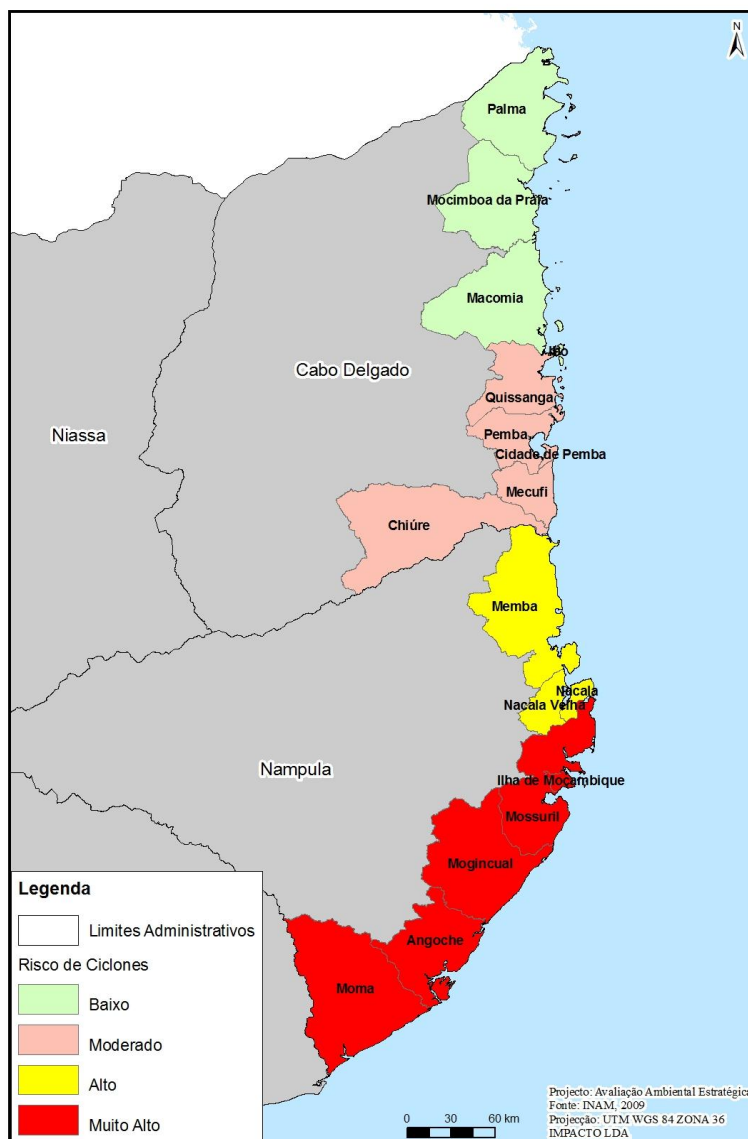 N
Palma
Mocimboa da Praia
Macomia
Ibo
Cabo Delgado
Quissanga
Niassa
Pemba
Cidade de Pemba
Mecufi
Chiúre
Memba
Nacala
Nacala Velha
Nampula
Ilha de Moçambique
Mossuril
Mogincual
Angoche
Moma
Legenda
Limites Administrativos
Risco de Ciclones
Baixo
Moderado
Alto
Muito Alto
0 30 60 km
Projecto: Avaliação Ambiental Estratégica
Fonte: INAM, 2009
Projecção: UTM WGS 84 ZONA 36
IMPACTO LDA